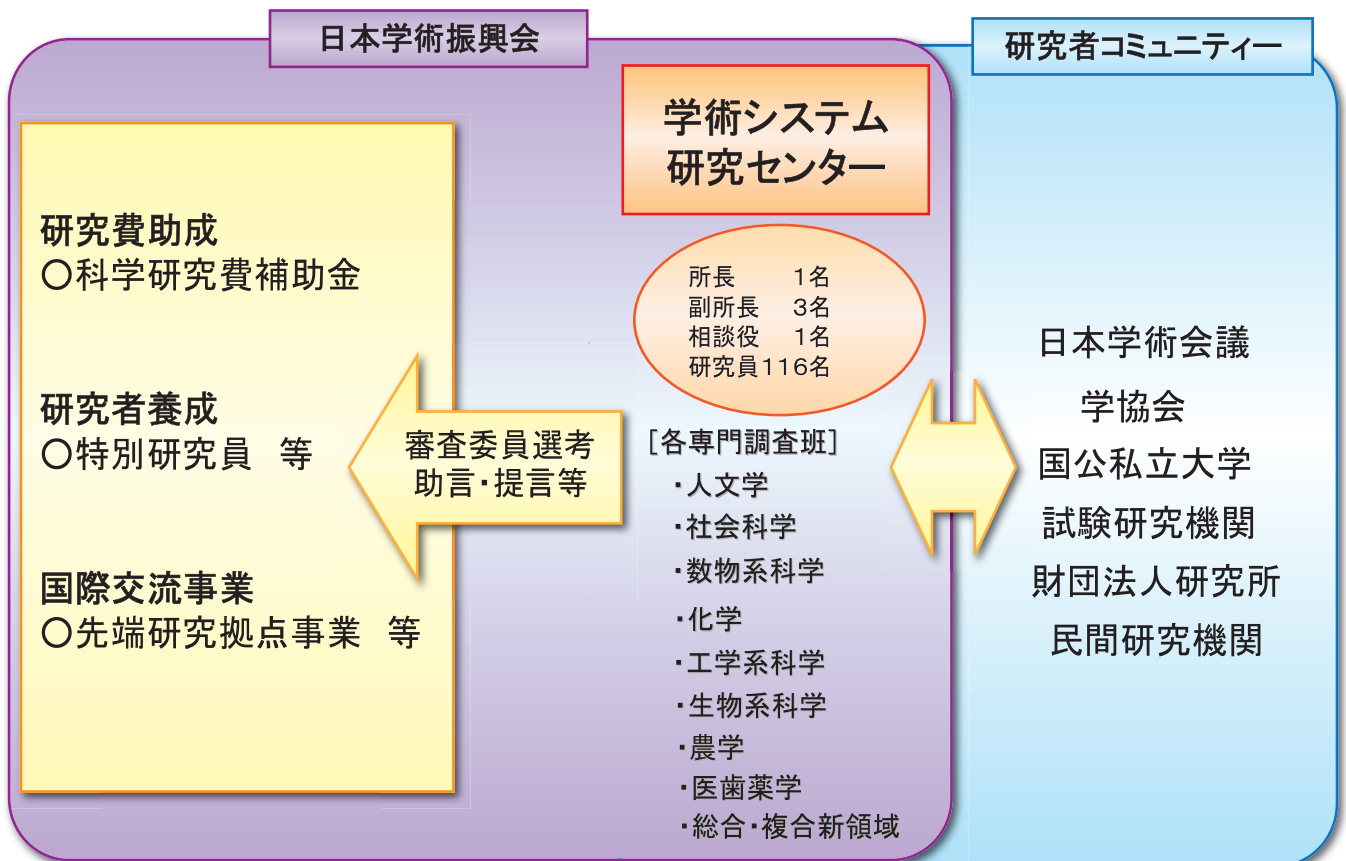 日本学術振興会
研究者コミュニティー
学術システム
研究センター
研究費助成
〇科学研究費補助金
研究者養成
〇特別研究員　等
国際交流事業
〇先端研究拠点事業　等
審査委員選考
助言・提言等
所長　　　1名
副所長　3名
相談役　1名
研究員116名
[各専門調査班]
・人文学
・社会科学
・数物系科学
・化学
・工学系科学
・生物系科学
・農学
・医歯薬学
・総合・複合新領域
日本学術会議
学協会
国公私立大学
試験研究機関
財団法人研究所
民間研究機関